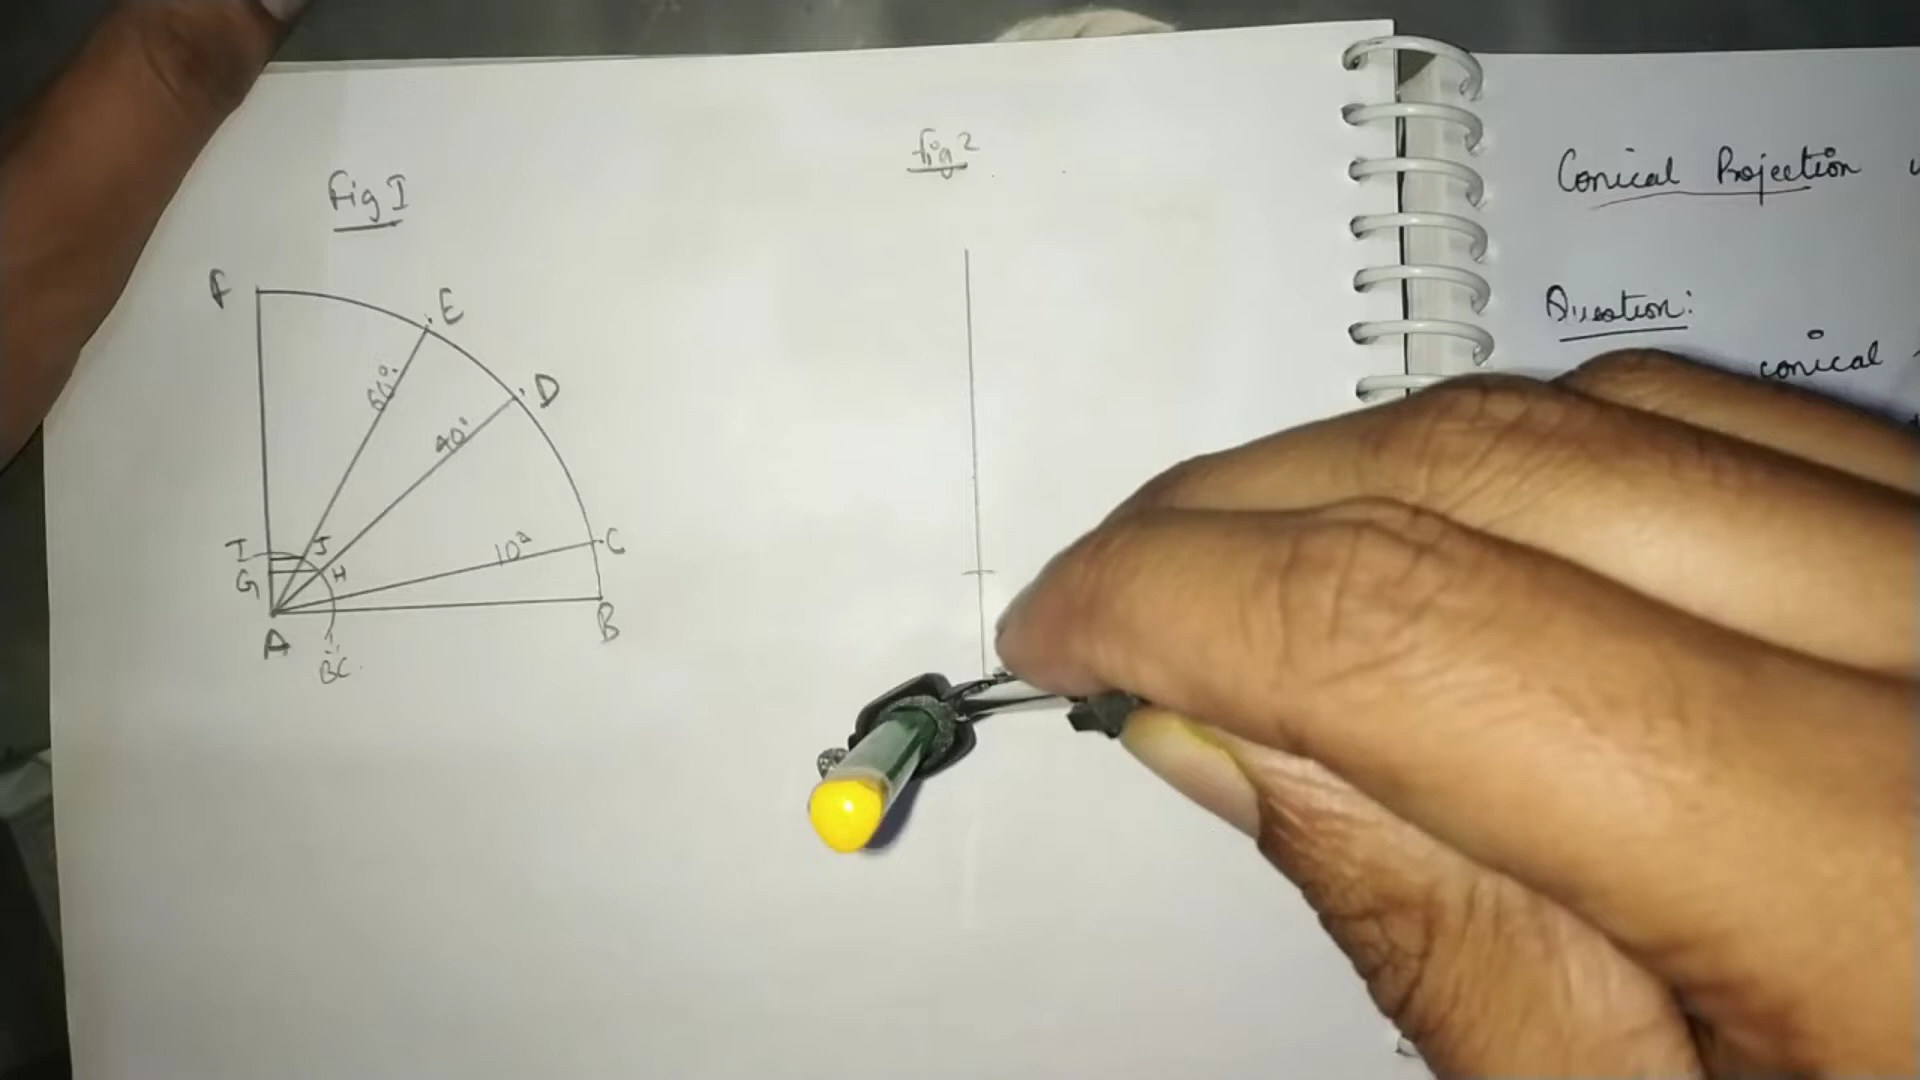 Fig I
F
E
60°
D
40°
I
J
G
H
10°
C
A
B
BC
fig 2
Conical Projection
Question:
conical